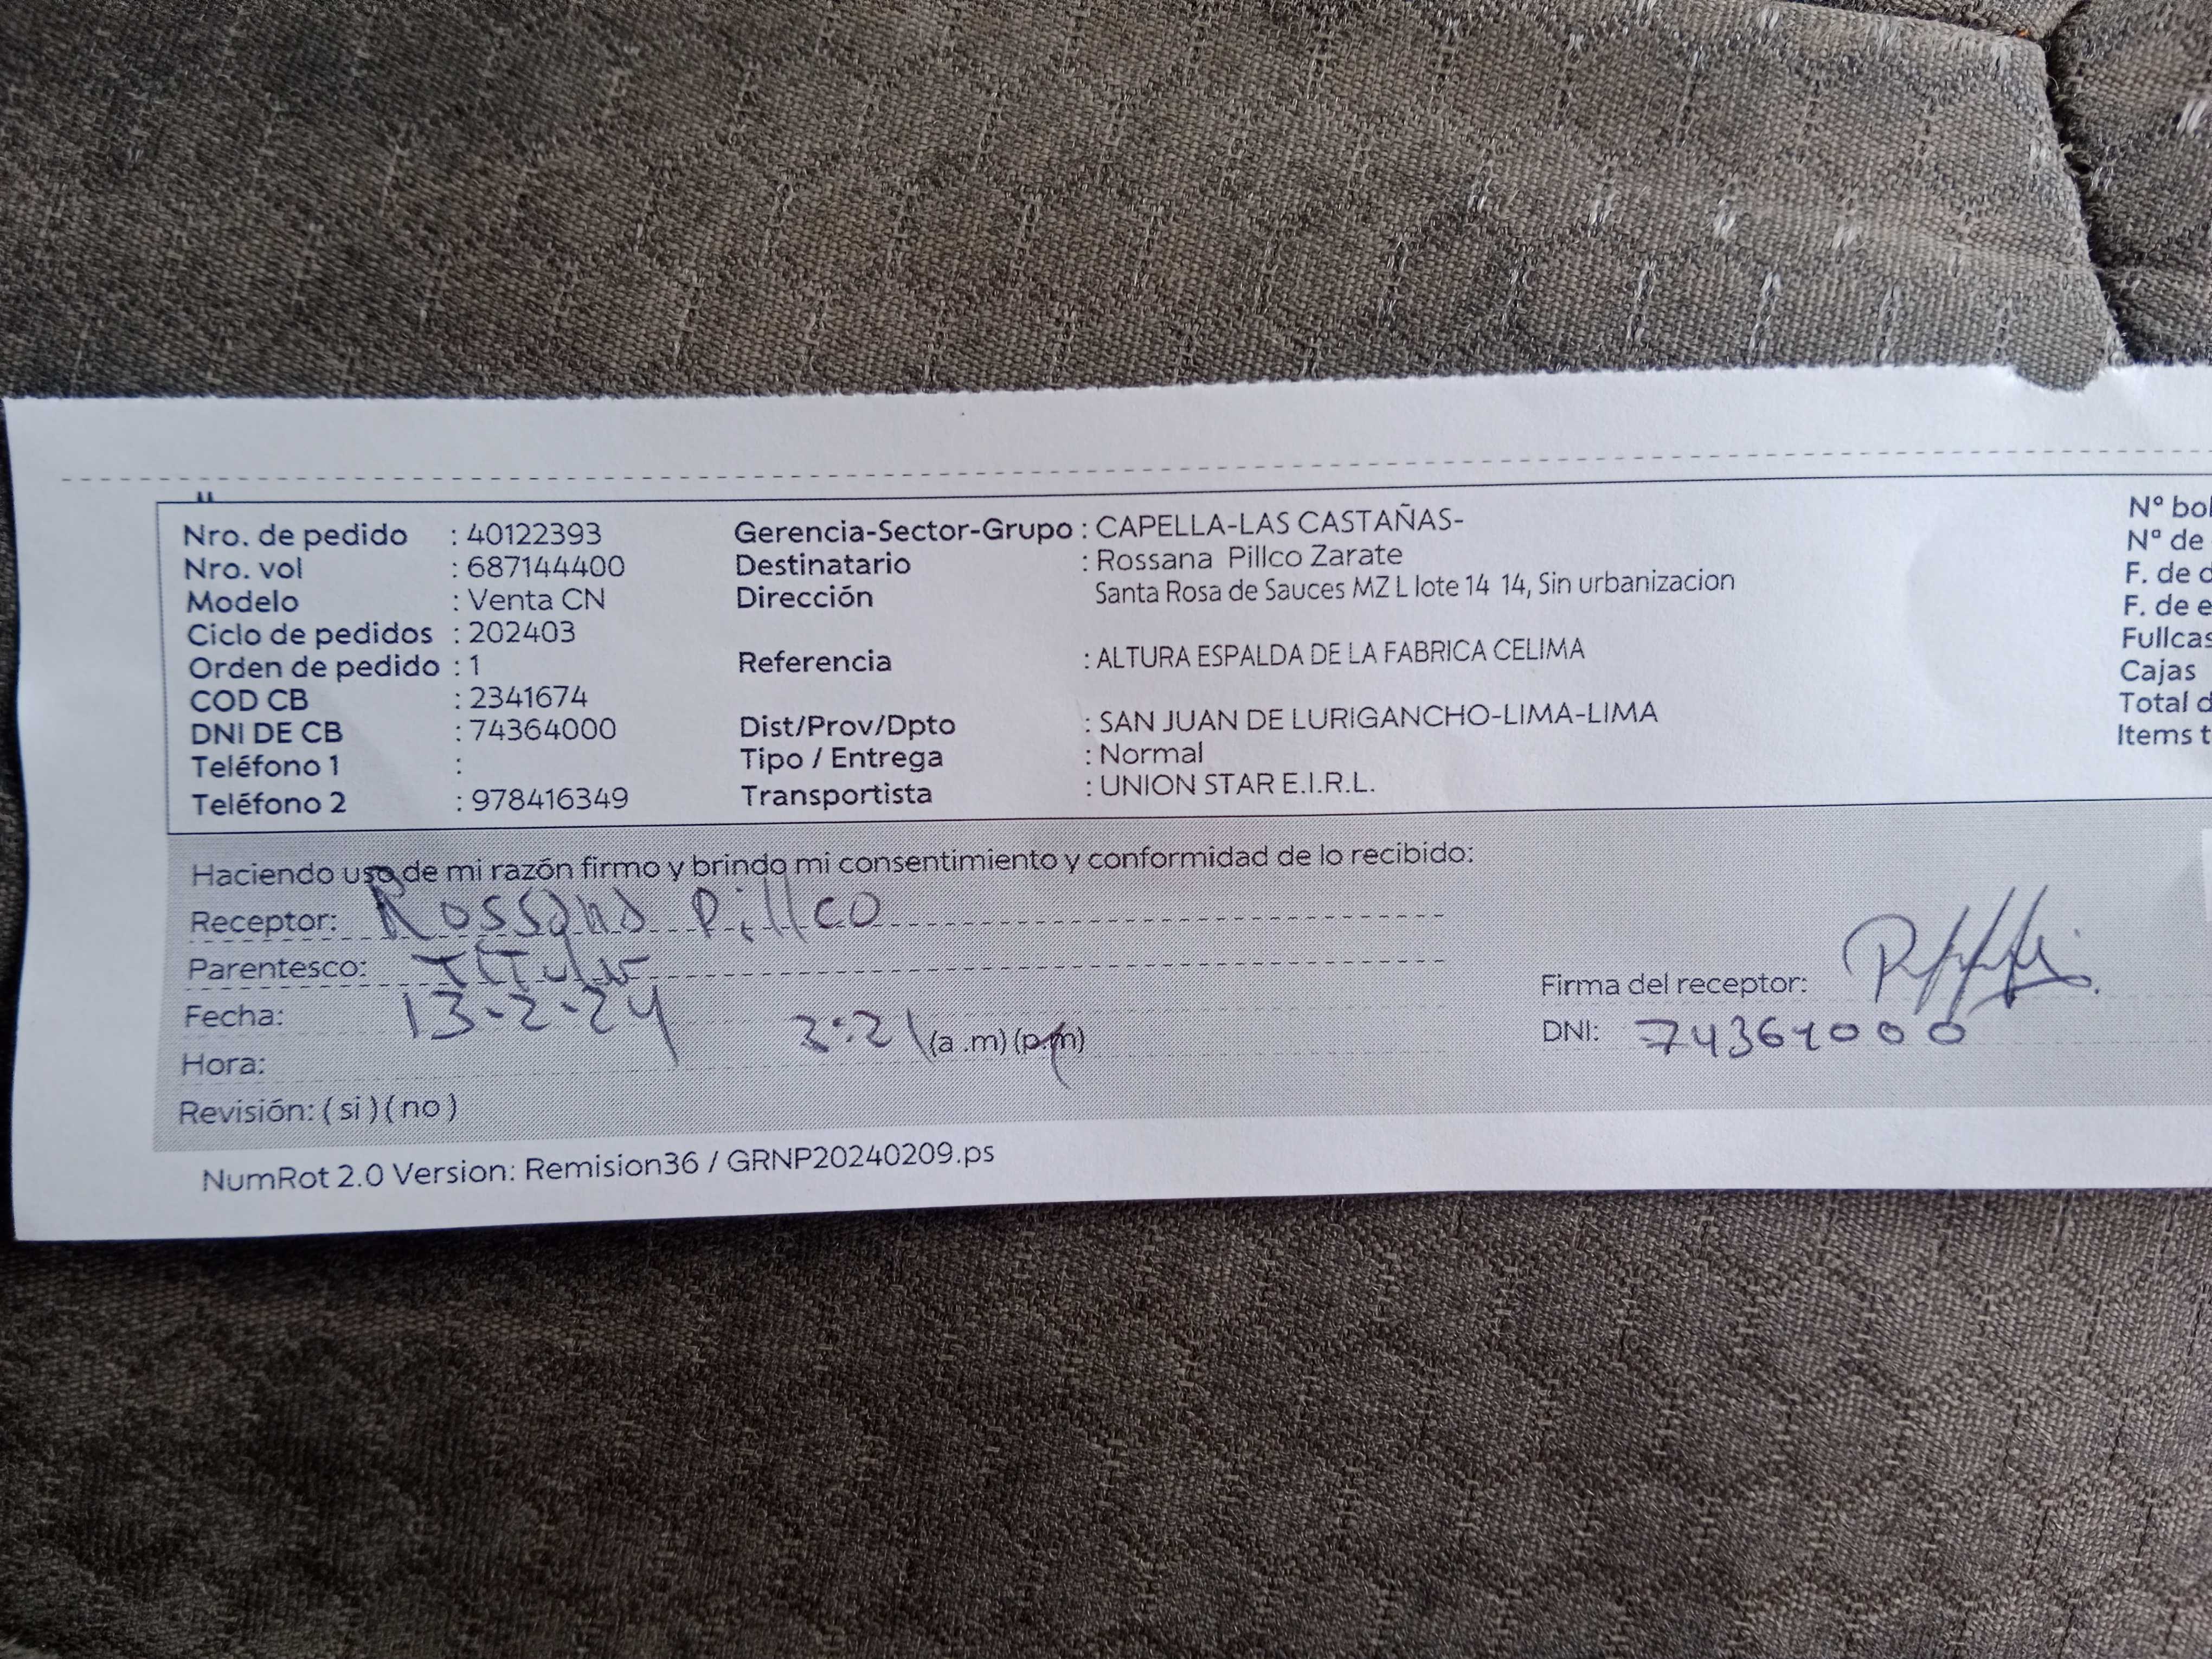 Nro. de pedido : 40122393 Gerencia-Sector-Grupo : CAPELLA-LAS CASTAÑAS- N° bol
Nro. vol : 687144400 Destinatario : Rossana Pillco Zarate N° de
Modelo : Venta CN Dirección Santa Rosa de Sauces MZ L lote 14 14, Sin urbanizacion F. de
Ciclo de pedidos : 202403 F. de e
Orden de pedido : 1 Referencia : ALTURA ESPALDA DE LA FABRICA CELIMA Fullcas
COD CB : 2341674 Cajas
DNI DE CB : 74364000 Dist/Prov/Dpto : SAN JUAN DE LURIGANCHO-LIMA-LIMA Total d
Teléfono 1 : Tipo / Entrega : Normal Items t
Teléfono 2 : 978416349 Transportista : UNION STAR E.I.R.L.
Haciendo uso de mi razón firmo y brindo mi consentimiento y conformidad de lo recibido:
Receptor: Rossana Pillco
Parentesco: Titular
Firma del receptor:
Fecha: 13-2-24
DNI: 74364000
Hora: 2:21 (a .m) (p.m)
Revisión: ( si ) ( no )
NumRot 2.0 Version: Remision36 / GRNP20240209.ps